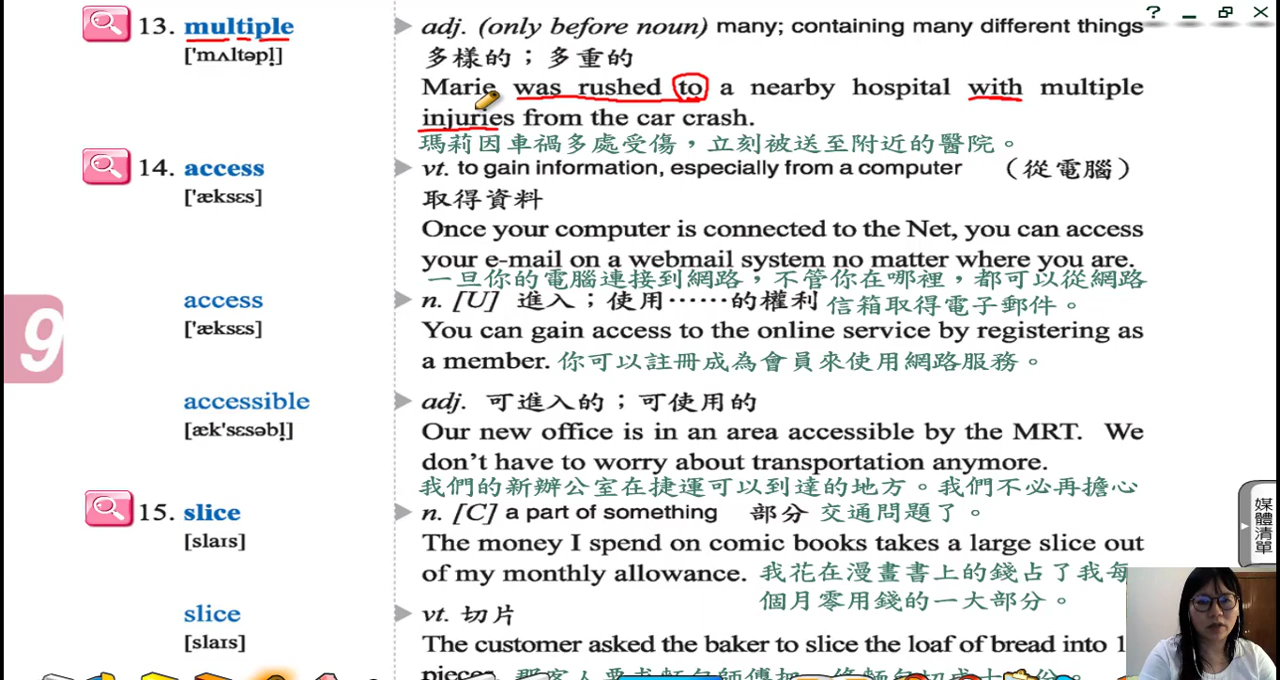 13. multiple
['mʌltəpl̩]
adj. (only before noun) many; containing many different things
多樣的；多重的
Marie was rushed to a nearby hospital with multiple
injuries from the car crash.
瑪莉因車禍多處受傷，立刻被送至附近的醫院。
14. access
['æksɛs]
vt. to gain information, especially from a computer （從電腦）
取得資料
Once your computer is connected to the Net, you can access
your e-mail on a webmail system no matter where you are.
一旦你的電腦連接到網路，不管你在哪裡，都可以從網路
信箱取得電子郵件。
access
['æksɛs]
n. [U] 進入；使用……的權利
You can gain access to the online service by registering as
a member. 你可以註冊成為會員來使用網路服務。
accessible
[æk'sɛsəbl̩]
adj. 可進入的；可使用的
Our new office is in an area accessible by the MRT. We
don't have to worry about transportation anymore.
我們的新辦公室在捷運可以到達的地方。我們不必再擔心
交通問題了。
15. slice
[slaɪs]
n. [C] a part of something 部分
The money I spend on comic books takes a large slice out
of my monthly allowance. 我花在漫畫書上的錢占了我每
個月零用錢的一大部分。
slice
[slaɪs]
vt. 切片
The customer asked the baker to slice the loaf of bread into
9
媒體清單